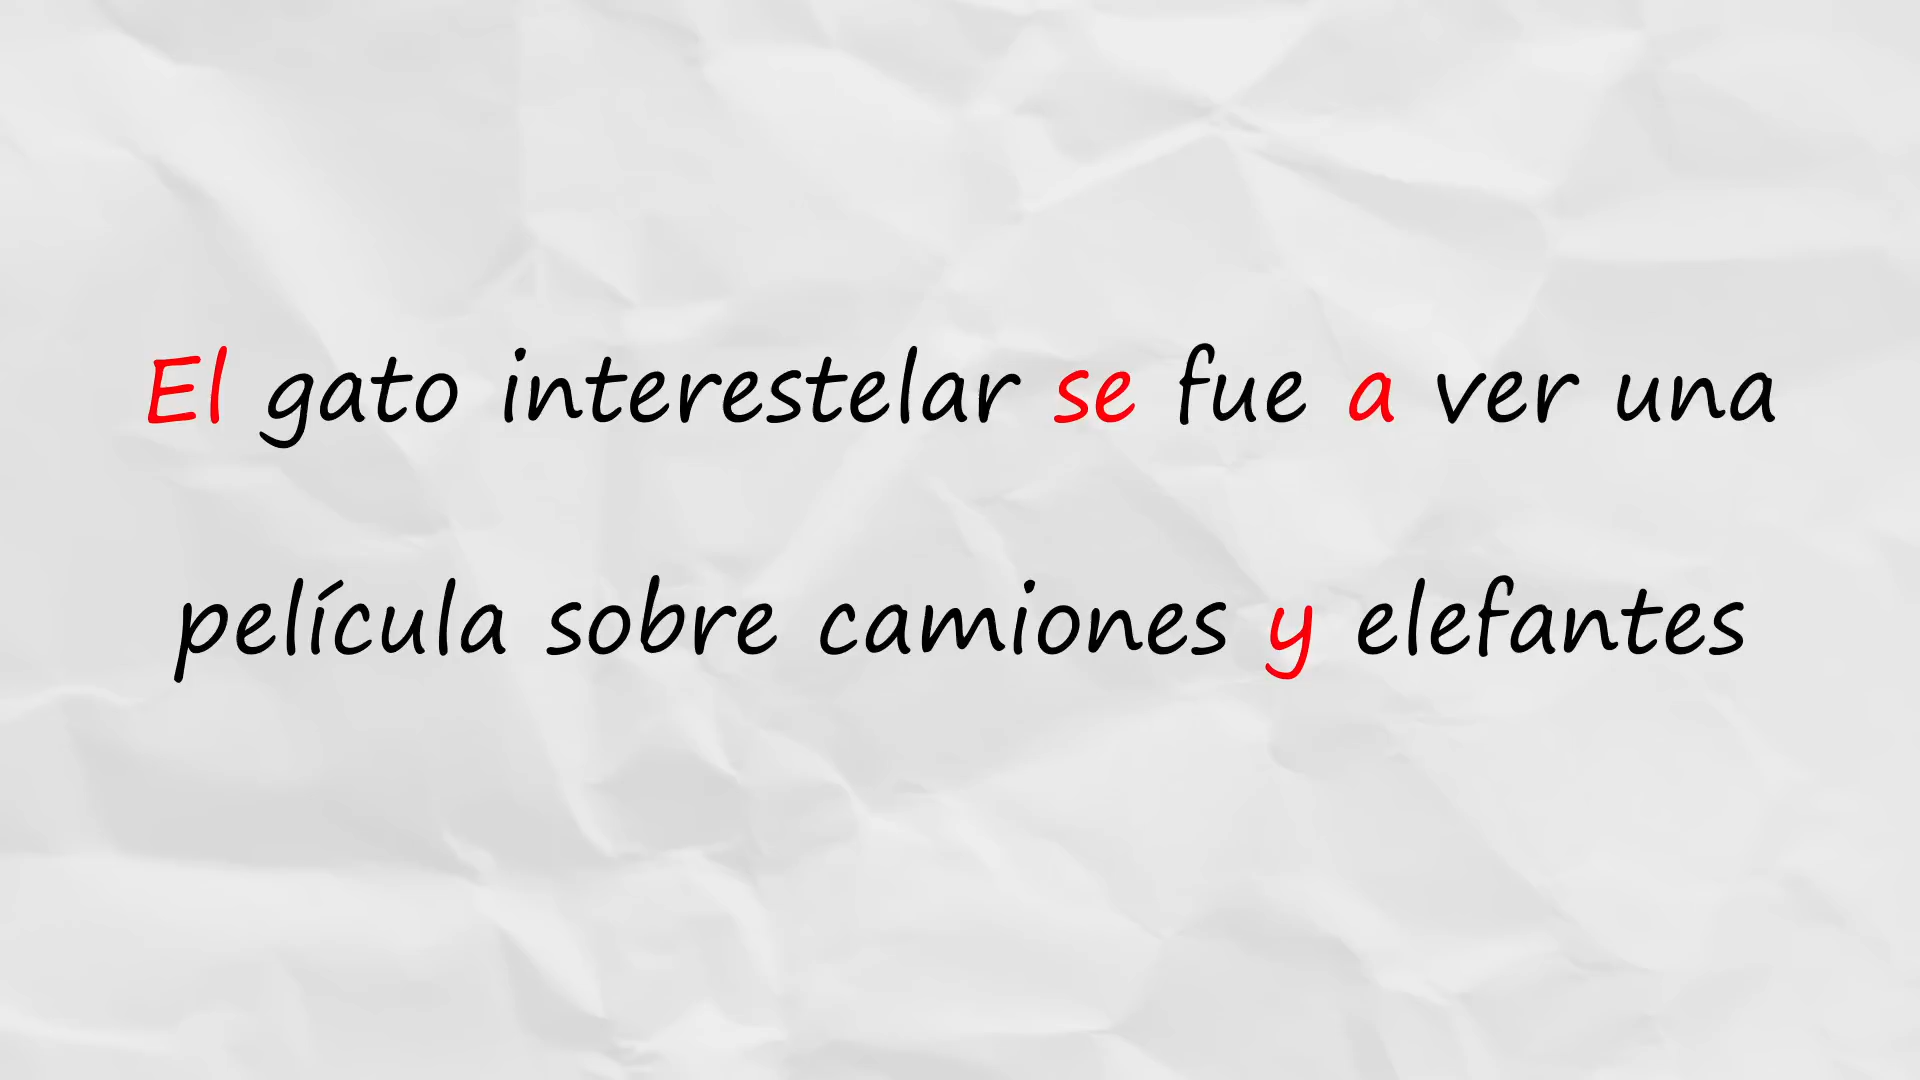 El gato interestelar se fue a ver una
película sobre camiones y elefantes